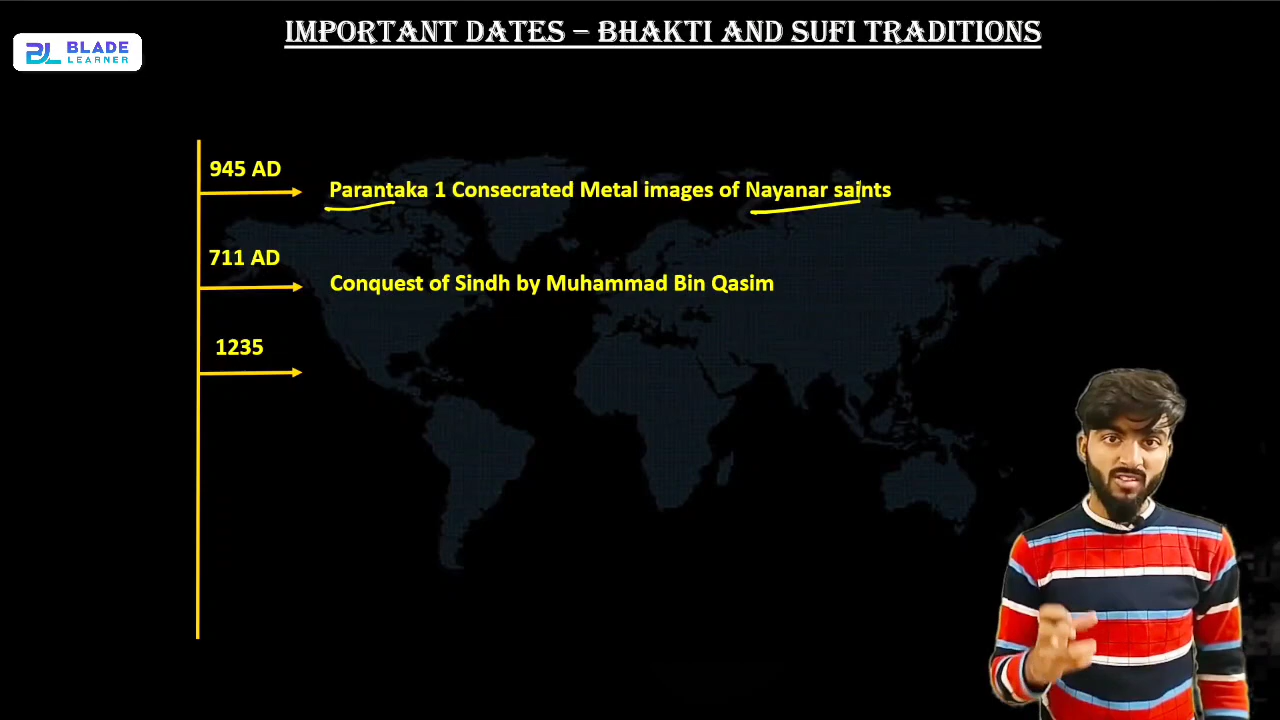 IMPORTANT DATES – BHAKTI AND SUFI TRADITIONS
BLADE
LEARNER
945 AD
Parantaka 1 Consecrated Metal images of Nayanar saints
711 AD
Conquest of Sindh by Muhammad Bin Qasim
1235